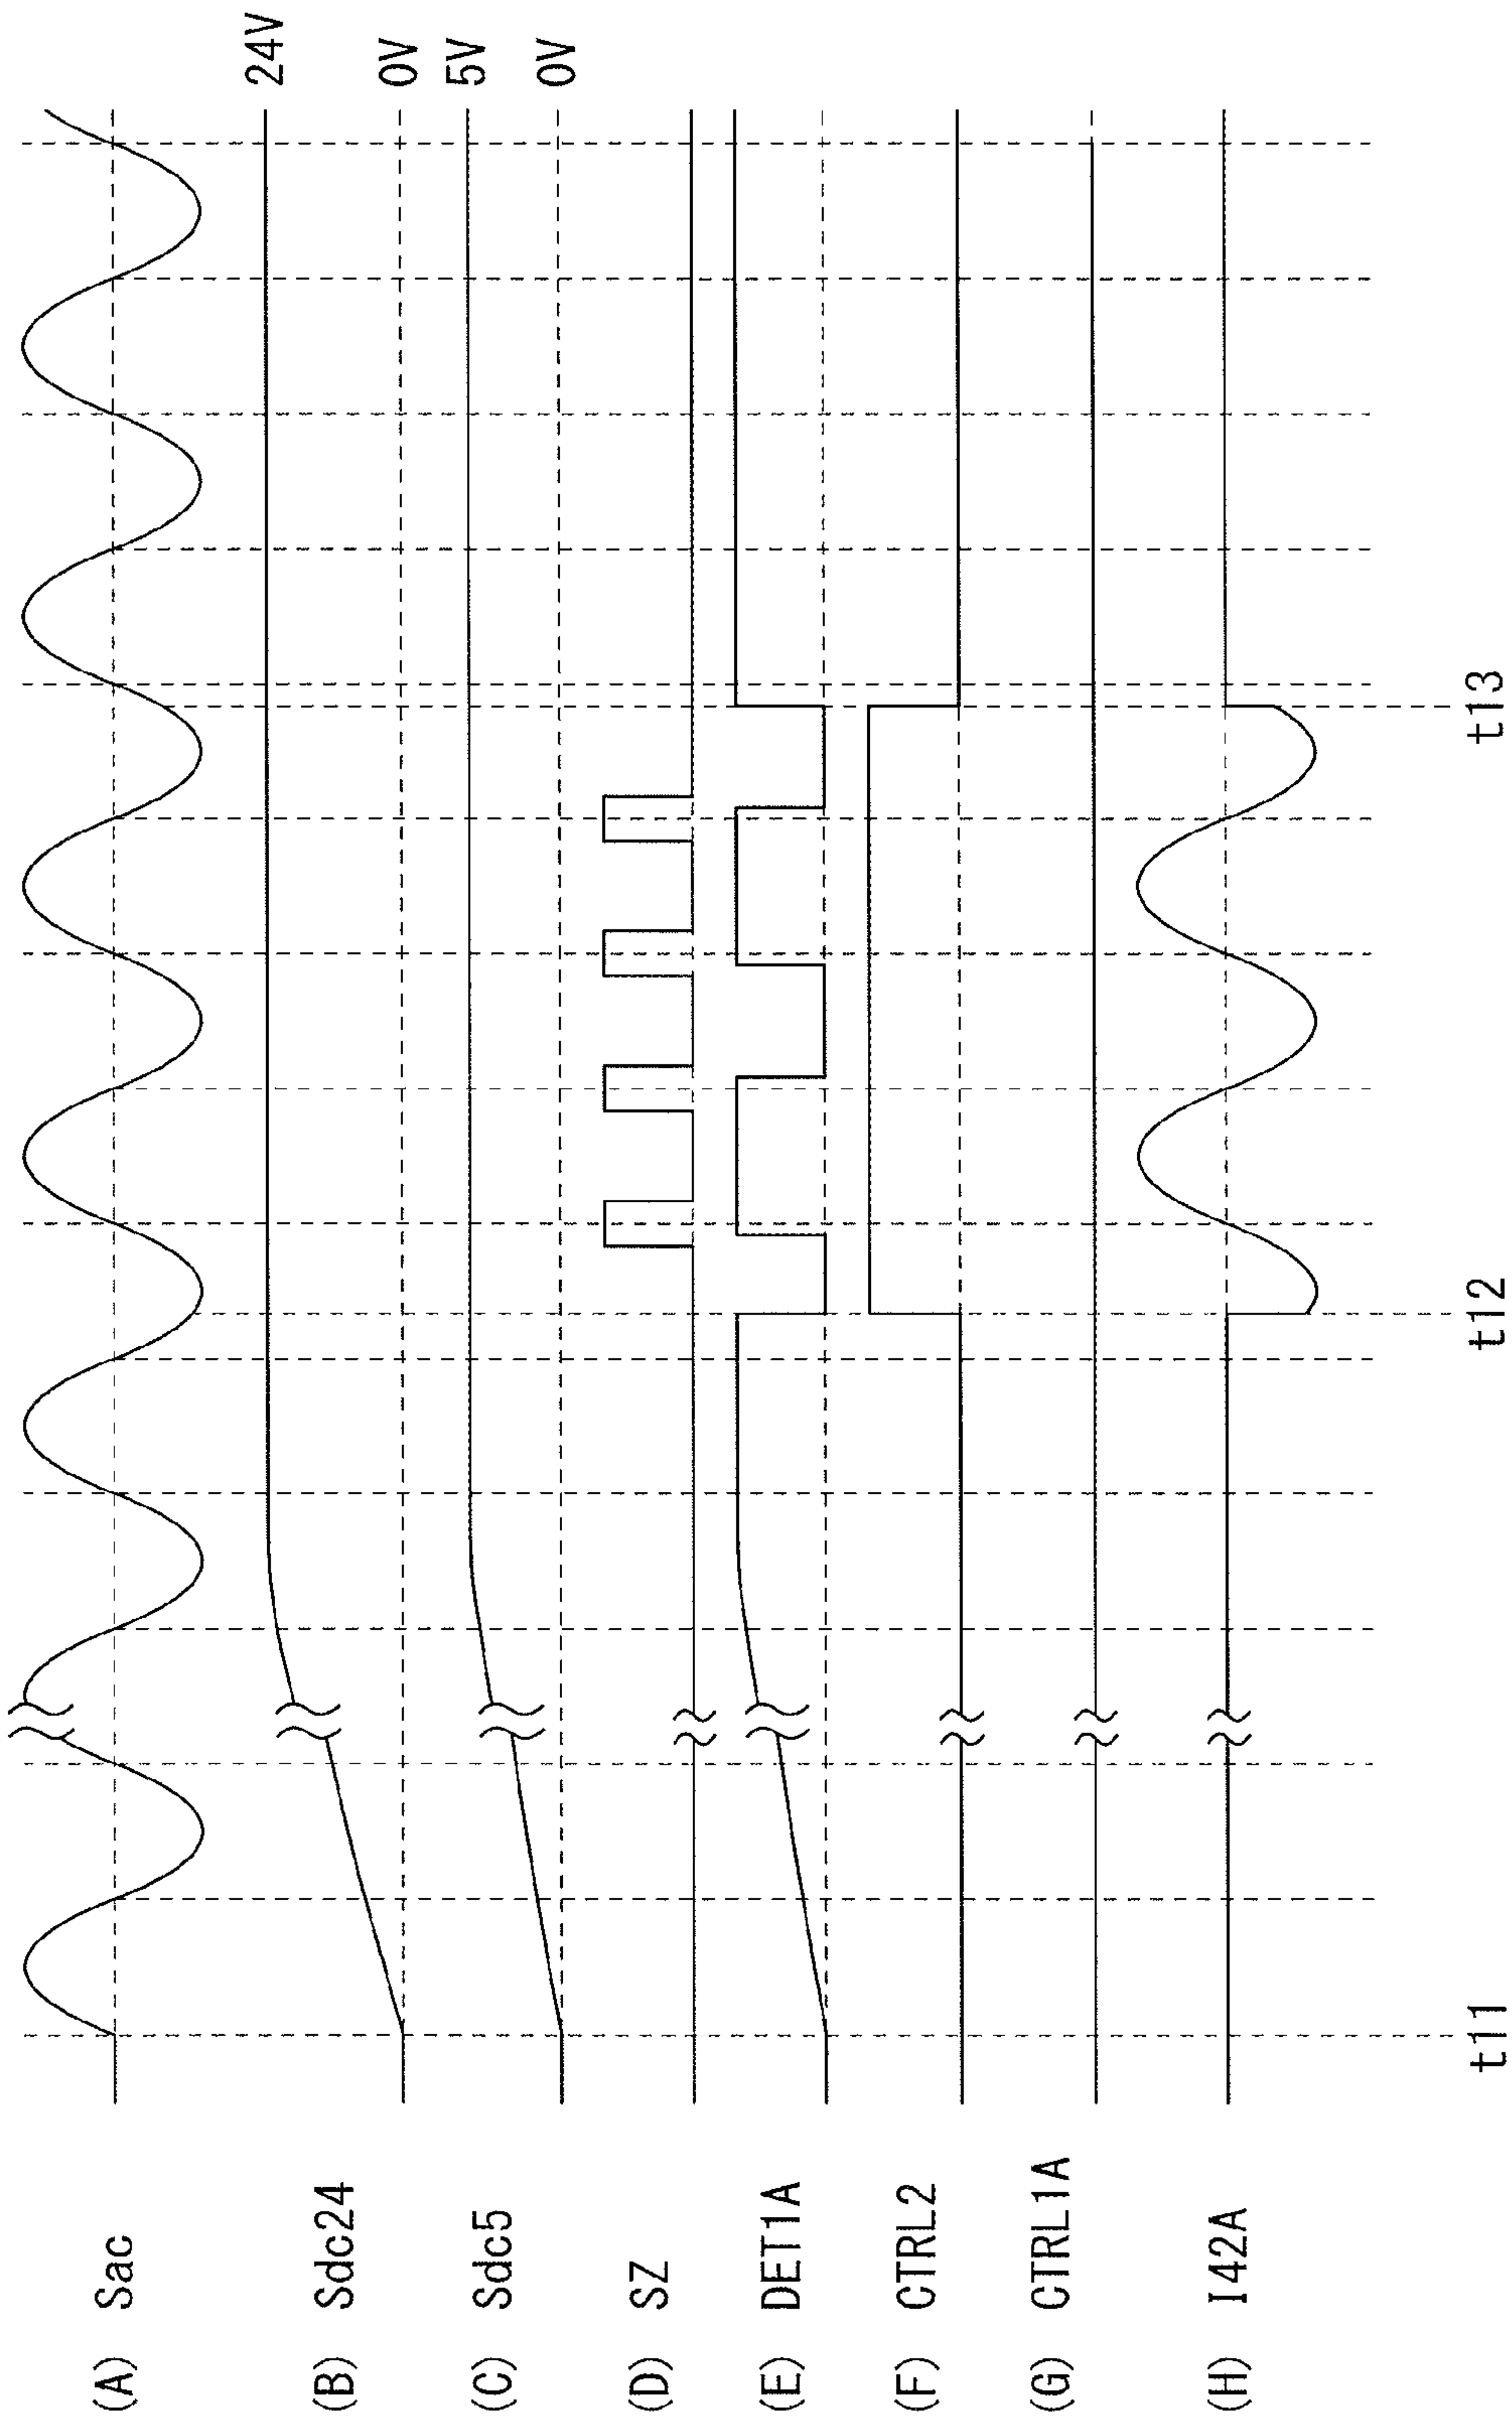 (A) Sac
24V
(B) Sdc24
0V
5V
(C) Sdc5
0V
(D) SZ
(E) DET1A
(F) CTRL2
(G) CTRL1A
(H) I42A
t11
t12
t13